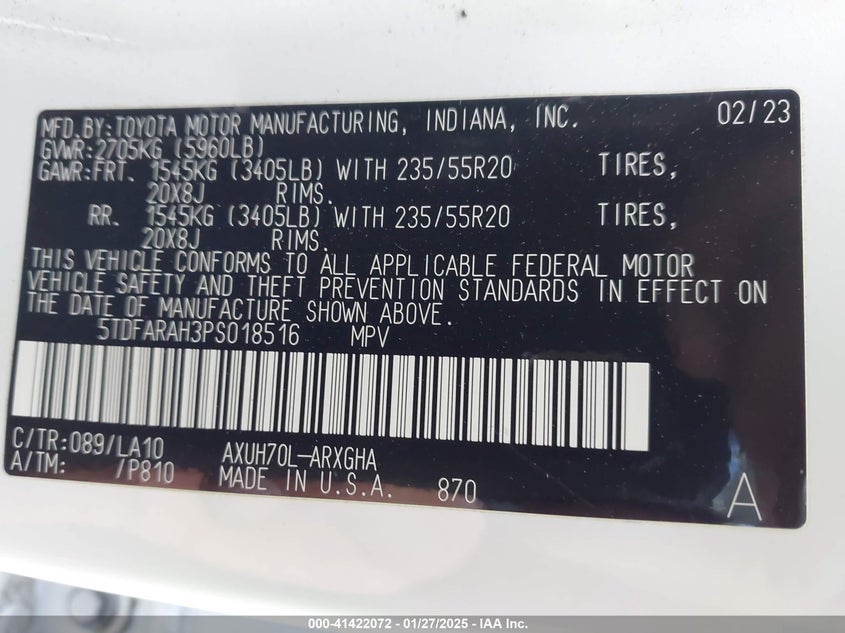 MFD.BY:TOYOTA MOTOR MANUFACTURING, INDIANA, INC. 02/23
GVWR:2705KG (5960LB)
GAWR:FRT. 1545KG (3405LB) WITH 235/55R20 TIRES,
20X8J RIMS.
RR. 1545KG (3405LB) WITH 235/55R20 TIRES,
20X8J RIMS.
THIS VEHICLE CONFORMS TO ALL APPLICABLE FEDERAL MOTOR
VEHICLE SAFETY AND THEFT PREVENTION STANDARDS IN EFFECT ON
THE DATE OF MANUFACTURE SHOWN ABOVE.
5TDFARAH3PS018516 MPV
C/TR:089/LA10 AXUH70L-ARXGHA
A/TM: /P810 MADE IN U.S.A. 870 A
000-41422072 - 01/27/2025 - IAA Inc.